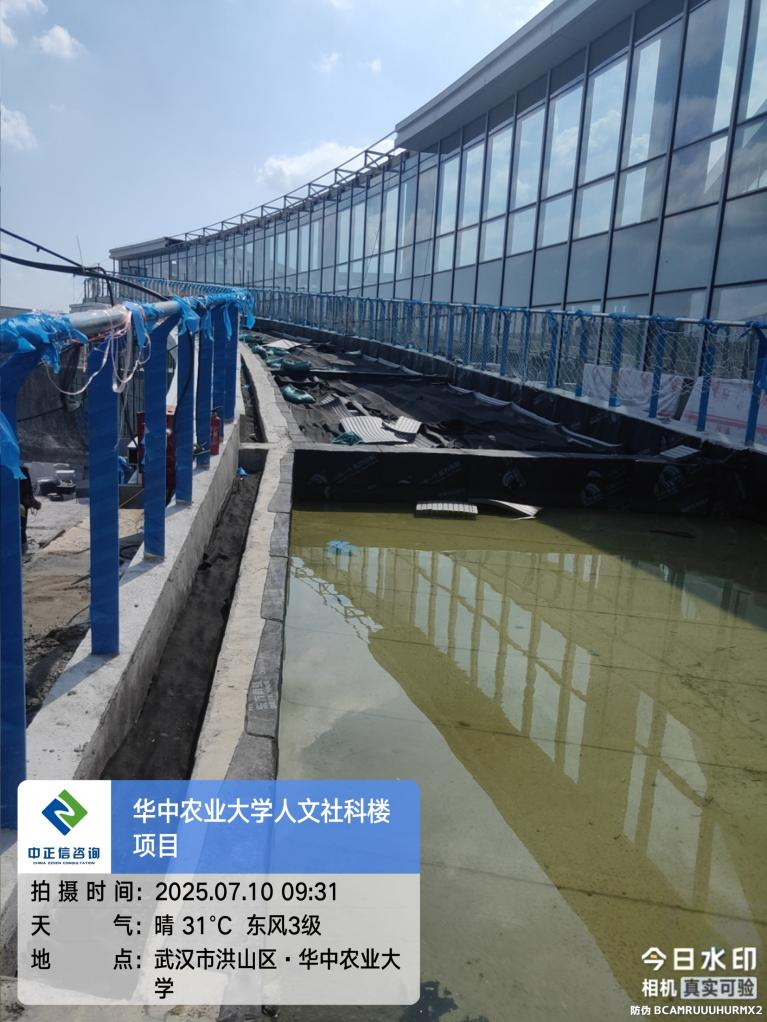 华中农业大学人文社科楼
项目
中正信咨询
CHINA ZZXIN CONSULTATION
拍摄时间: 2025.07.10 09:31
天气: 晴 31℃ 东风3级
地点: 武汉市洪山区·华中农业大
学
今日水印
相机 真实可验
防伪 BCAMRUUUHURMX2